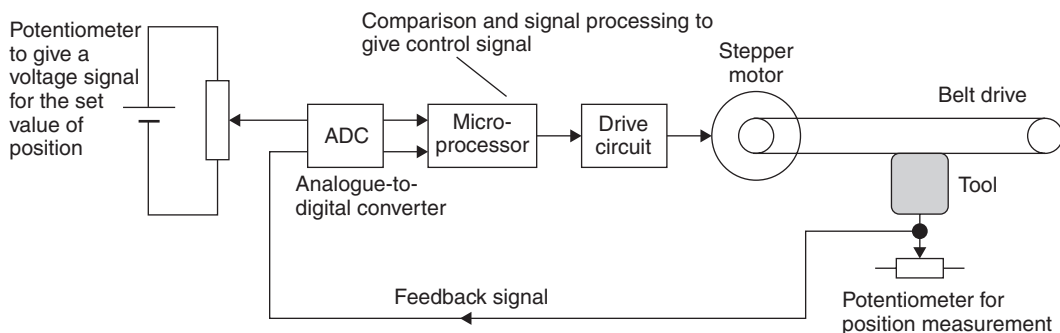 Potentiometer
to give a
voltage signal
for the set
value of
position
Comparison and signal processing to
give control signal
Stepper
motor
Belt drive
ADC
Micro-
processor
Drive
circuit
Analogue-to-
digital converter
Tool
Feedback signal
Potentiometer for
position measurement